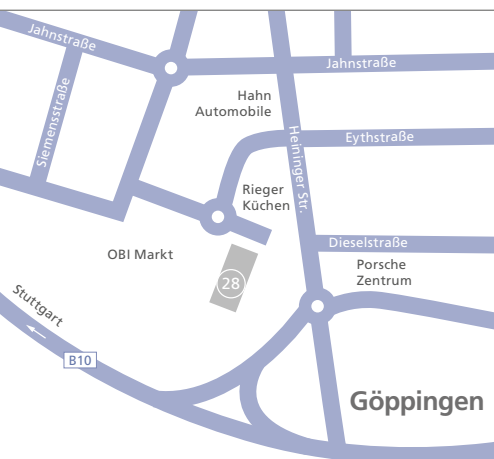 Jahnstraße
Jahnstraße
Siemensstraße
Hahn
Automobile
Heininger Str.
Eythstraße
Rieger
Küchen
Dieselstraße
OBI Markt
Porsche
Zentrum
28
Stuttgart
B10
Göppingen